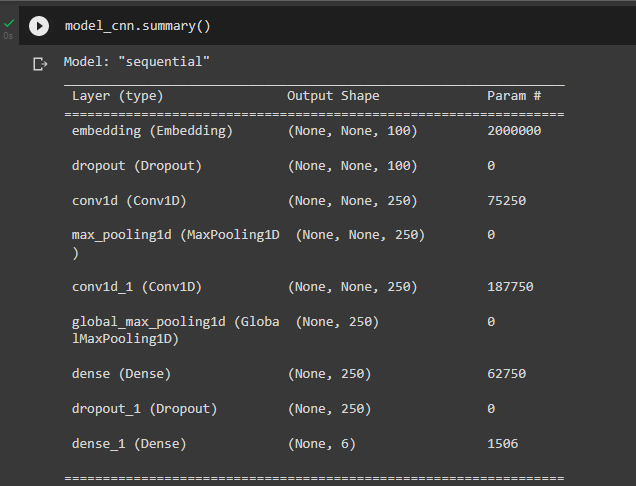 model_cnn.summary()
0s
Model: "sequential"
_________________________________________________________________
Layer (type) Output Shape Param #
=================================================================
embedding (Embedding) (None, None, 100) 2000000
dropout (Dropout) (None, None, 100) 0
conv1d (Conv1D) (None, None, 250) 75250
max_pooling1d (MaxPooling1D (None, None, 250) 0
)
conv1d_1 (Conv1D) (None, None, 250) 187750
global_max_pooling1d (Globa (None, 250) 0
lMaxPooling1D)
dense (Dense) (None, 250) 62750
dropout_1 (Dropout) (None, 250) 0
dense_1 (Dense) (None, 6) 1506
=================================================================